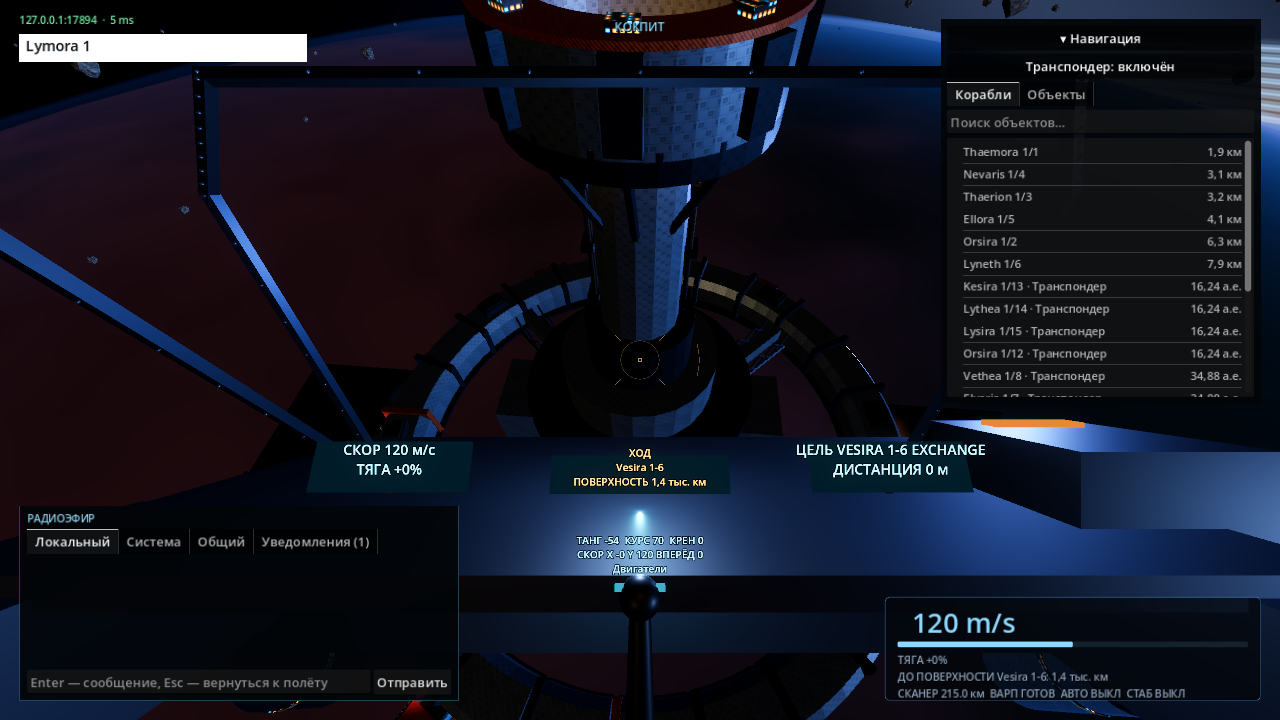 127.0.0.1:17894 · 5 ms
Lymora 1
КОКПИТ
▾ Навигация
Транспондер: включён
Корабли
Объекты
Поиск объектов...
Thaemora 1/1 1,9 км
Nevaris 1/4 3,1 км
Thaerion 1/3 3,2 км
Ellora 1/5 4,1 км
Orsira 1/2 6,3 км
Lyneth 1/6 7,9 км
Kesira 1/13 · Транспондер 16,24 а.е.
Lythea 1/14 · Транспондер 16,24 а.е.
Lysira 1/15 · Транспондер 16,24 а.е.
Orsira 1/12 · Транспондер 16,24 а.е.
Vethea 1/8 · Транспондер 34,88 а.е.
СКОР 120 м/с
ТЯГА +0%
ХОД
Vesira 1-6
ПОВЕРХНОСТЬ 1,4 тыс. км
ЦЕЛЬ VESIRA 1-6 EXCHANGE
ДИСТАНЦИЯ 0 м
ТАНГ -54 КУРС 70 КРЕН 0
СКОР X -0 Y 120 ВПЕРЁД 0
Двигатели
РАДИОЭФИР
Локальный
Система
Общий
Уведомления (1)
Enter — сообщение, Esc — вернуться к полёту
Отправить
120 m/s
ТЯГА +0%
ДО ПОВЕРХНОСТИ Vesira 1-6: 1,4 тыс. км
СКАНЕР 215.0 км ВАРП ГОТОВ АВТО ВЫКЛ СТАБ ВЫКЛ